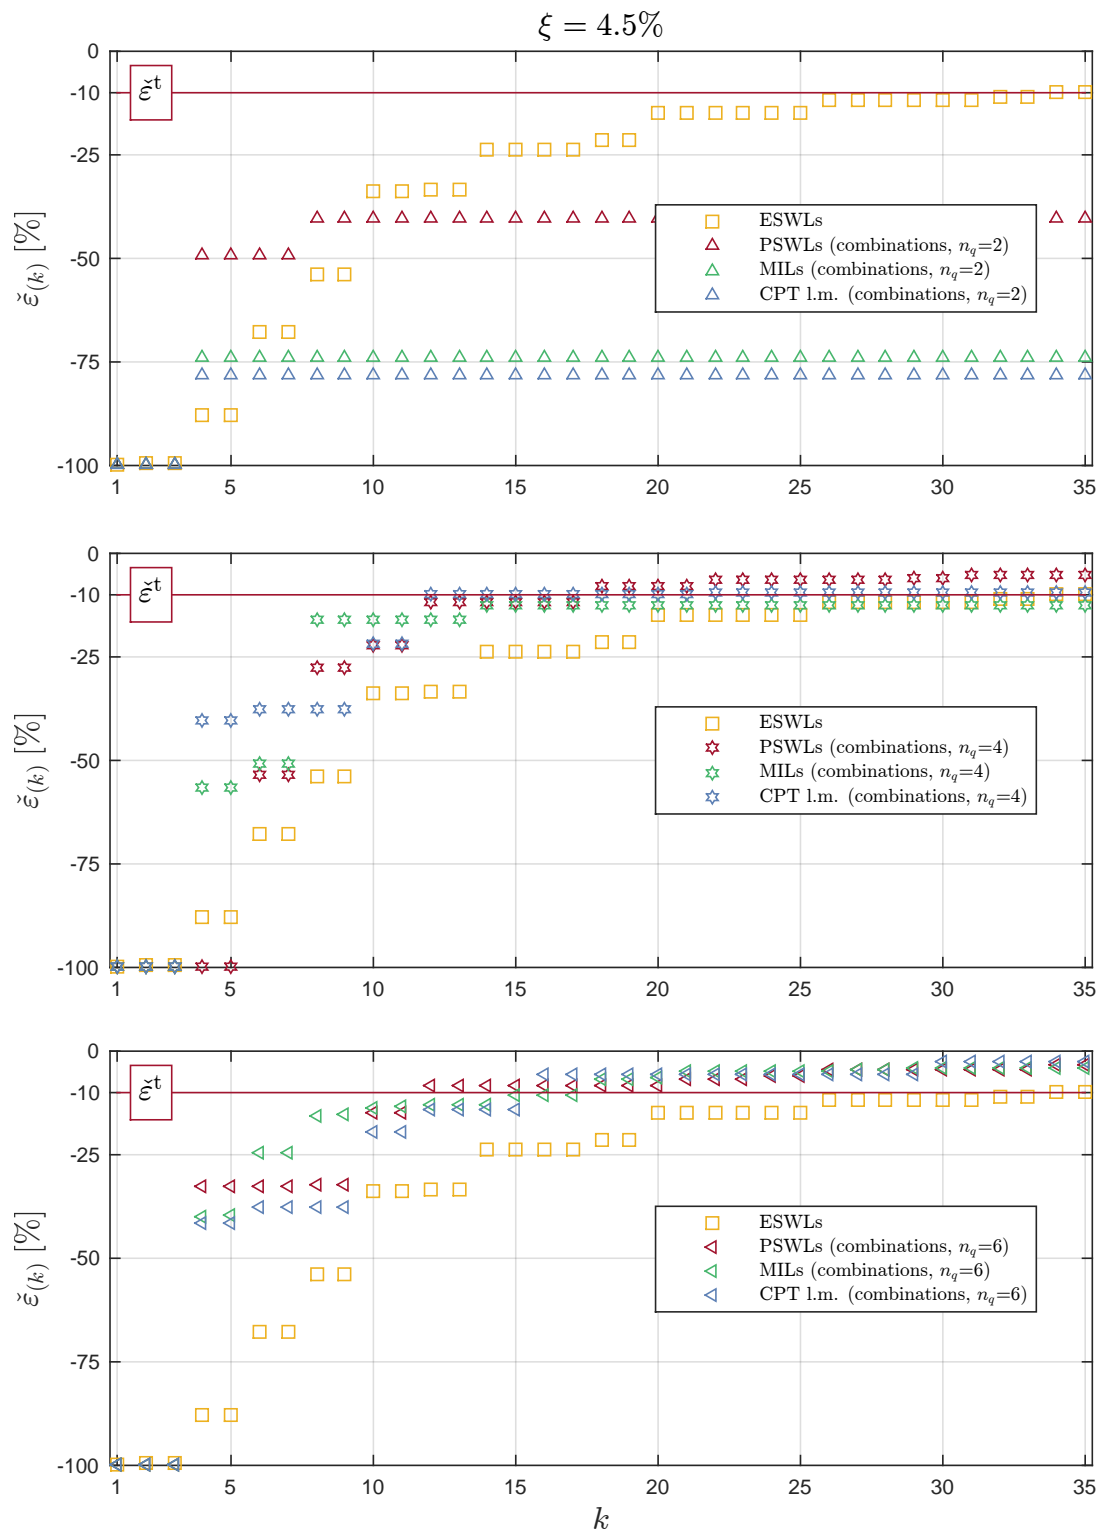 ξ = 4.5%
0
-10
-25
-50
-75
-100
ε̆ᵗ
ε̆₍ₖ₎ [%]
ESWLs
PSWLs (combinations, n_q=2)
MILs (combinations, n_q=2)
CPT l.m. (combinations, n_q=2)
1 5 10 15 20 25 30 35
0
-10
-25
-50
-75
-100
ε̆ᵗ
ε̆₍ₖ₎ [%]
ESWLs
PSWLs (combinations, n_q=4)
MILs (combinations, n_q=4)
CPT l.m. (combinations, n_q=4)
1 5 10 15 20 25 30 35
0
-10
-25
-50
-75
-100
ε̆ᵗ
ε̆₍ₖ₎ [%]
ESWLs
PSWLs (combinations, n_q=6)
MILs (combinations, n_q=6)
CPT l.m. (combinations, n_q=6)
1 5 10 15 20 25 30 35
k